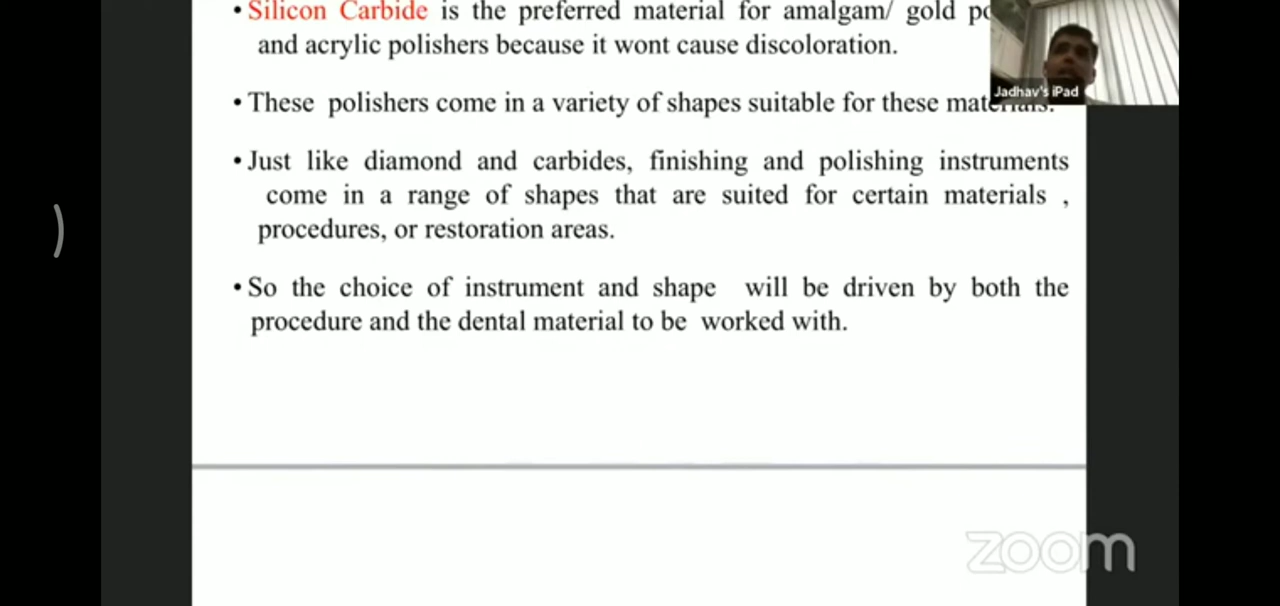 • Silicon Carbide is the preferred material for amalgam/ gold
and acrylic polishers because it wont cause discoloration.
Jadhav's iPad
• These polishers come in a variety of shapes suitable for these materials.
• Just like diamond and carbides, finishing and polishing instruments
come in a range of shapes that are suited for certain materials ,
procedures, or restoration areas.
• So the choice of instrument and shape will be driven by both the
procedure and the dental material to be worked with.
zoom